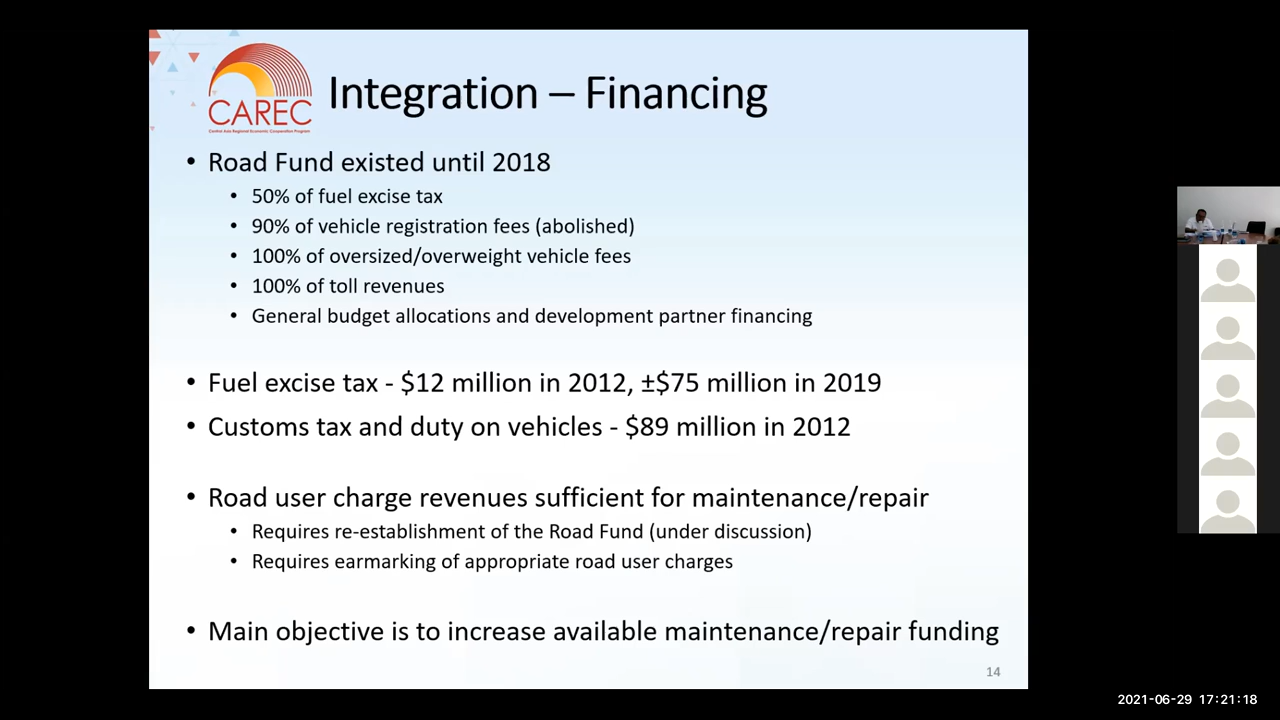 CAREC
Central Asia Regional Economic Cooperation Program
Integration – Financing
• Road Fund existed until 2018
• 50% of fuel excise tax
• 90% of vehicle registration fees (abolished)
• 100% of oversized/overweight vehicle fees
• 100% of toll revenues
• General budget allocations and development partner financing
• Fuel excise tax - $12 million in 2012, ±$75 million in 2019
• Customs tax and duty on vehicles - $89 million in 2012
• Road user charge revenues sufficient for maintenance/repair
• Requires re-establishment of the Road Fund (under discussion)
• Requires earmarking of appropriate road user charges
• Main objective is to increase available maintenance/repair funding
14
2021-06-29 17:21:18